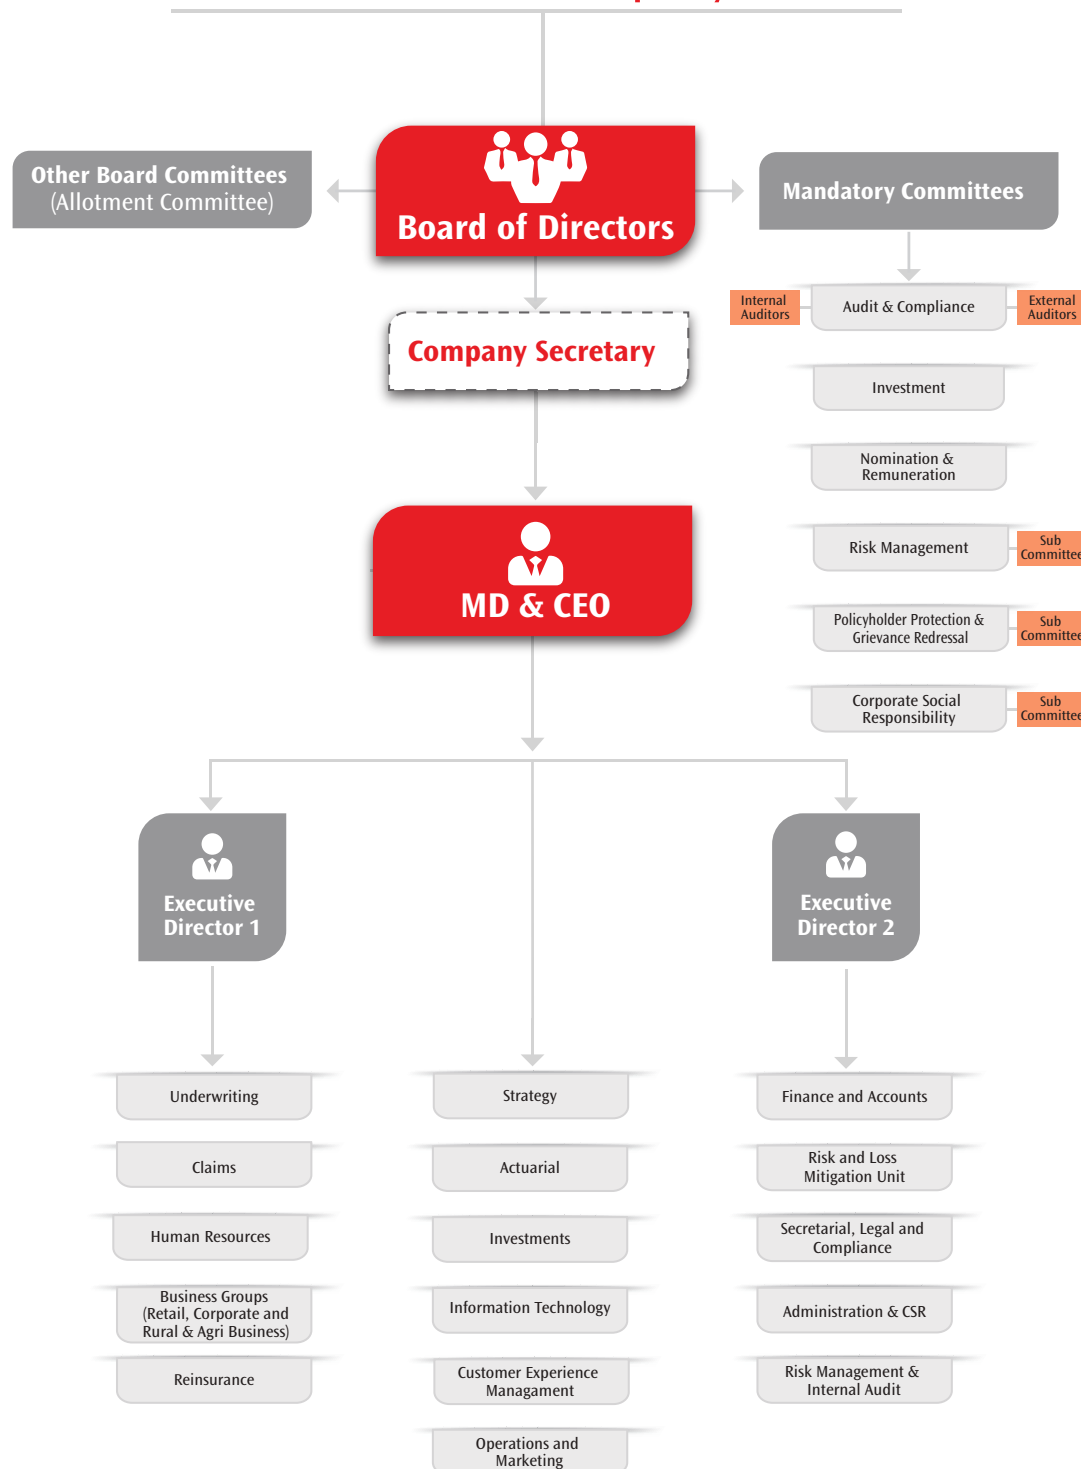 Other Board Committees
(Allotment Committee)
Board of Directors
Mandatory Committees
Internal
Auditors
Audit & Compliance
External
Auditors
Company Secretary
Investment
Nomination &
Remuneration
MD & CEO
Risk Management
Sub
Committee
Policyholder Protection &
Grievance Redressal
Sub
Committee
Corporate Social
Responsibility
Sub
Committee
Executive
Director 1
Executive
Director 2
Underwriting
Claims
Human Resources
Business Groups
(Retail, Corporate and
Rural & Agri Business)
Reinsurance
Strategy
Actuarial
Investments
Information Technology
Customer Experience
Managament
Operations and
Marketing
Finance and Accounts
Risk and Loss
Mitigation Unit
Secretarial, Legal and
Compliance
Administration & CSR
Risk Management &
Internal Audit